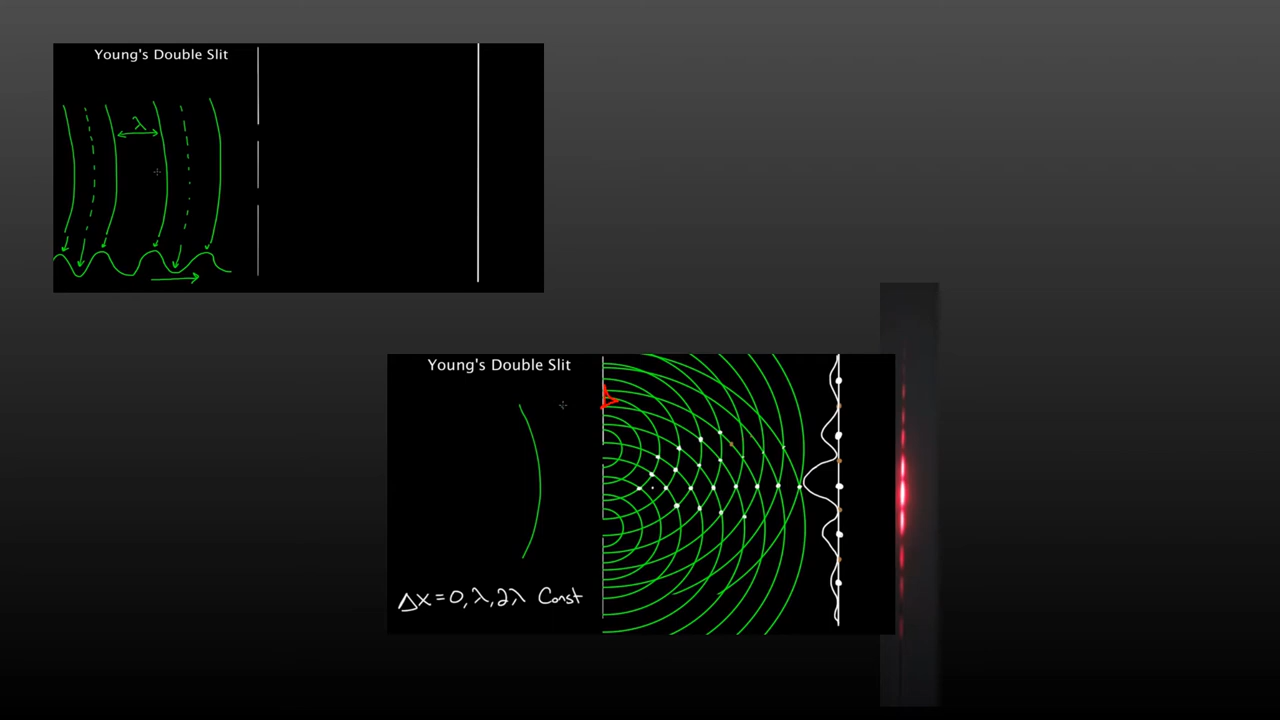 Young's Double Slit
λ
Young's Double Slit
Δx = 0, λ, 2λ Const